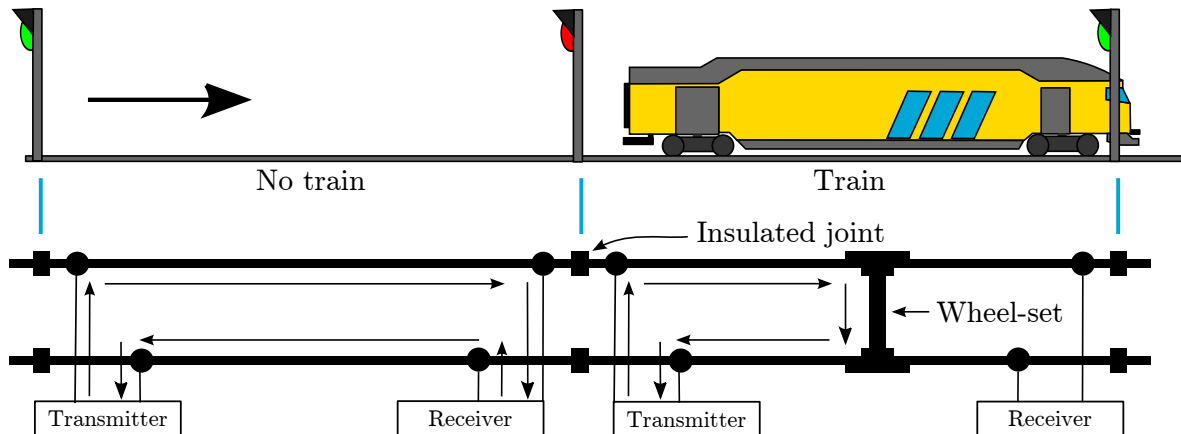 No train
Train
Insulated joint
Wheel-set
Transmitter
Receiver
Transmitter
Receiver